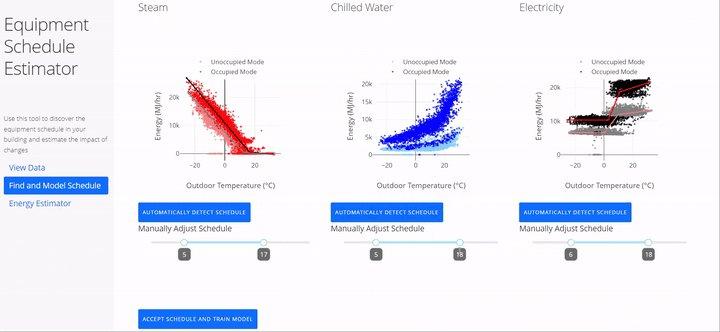 Equipment
Schedule
Estimator
Use this tool to discover the
equipment schedule in your
building and estimate the impact of
changes
View Data
Find and Model Schedule
Energy Estimator
Steam
Unoccupied Mode
Occupied Mode
Energy (MJ/hr)
20k
10k
0
−20
0
20
Outdoor Temperature (°C)
AUTOMATICALLY DETECT SCHEDULE
Manually Adjust Schedule
5
17
Chilled Water
Unoccupied Mode
Occupied Mode
Energy (MJ/hr)
20k
15k
10k
5k
0
−20
0
20
Outdoor Temperature (°C)
AUTOMATICALLY DETECT SCHEDULE
Manually Adjust Schedule
5
18
Electricity
Unoccupied Mode
Occupied Mode
Energy (MJ/hr)
20k
10k
0
−20
0
20
Outdoor Temperature (°C)
AUTOMATICALLY DETECT SCHEDULE
Manually Adjust Schedule
6
18
ACCEPT SCHEDULE AND TRAIN MODEL